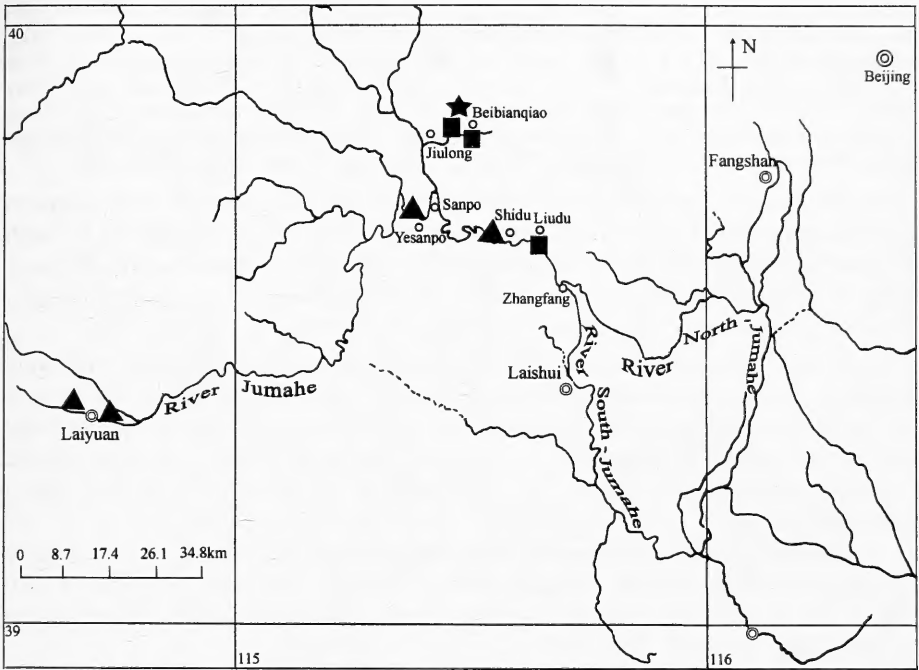 40
N
Beijing
Beibianqiao
Jiulong
Fangshan
Sanpo
Shidu
Liudu
Yesanpo
Zhangfang
River North - Jumahe
River
Laishui
South - Jumahe
River Jumahe
Laiyuan
0 8.7 17.4 26.1 34.8km
39
115
116